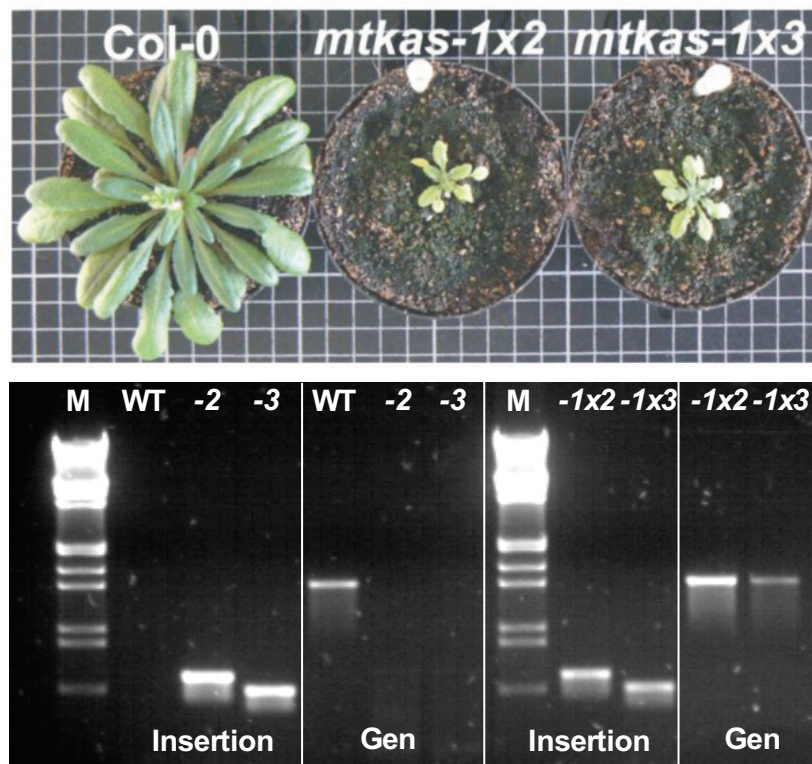 Col-0 mtkas-1x2 mtkas-1x3
M WT -2 -3 WT -2 -3 M -1x2 -1x3 -1x2 -1x3
Insertion Gen Insertion Gen